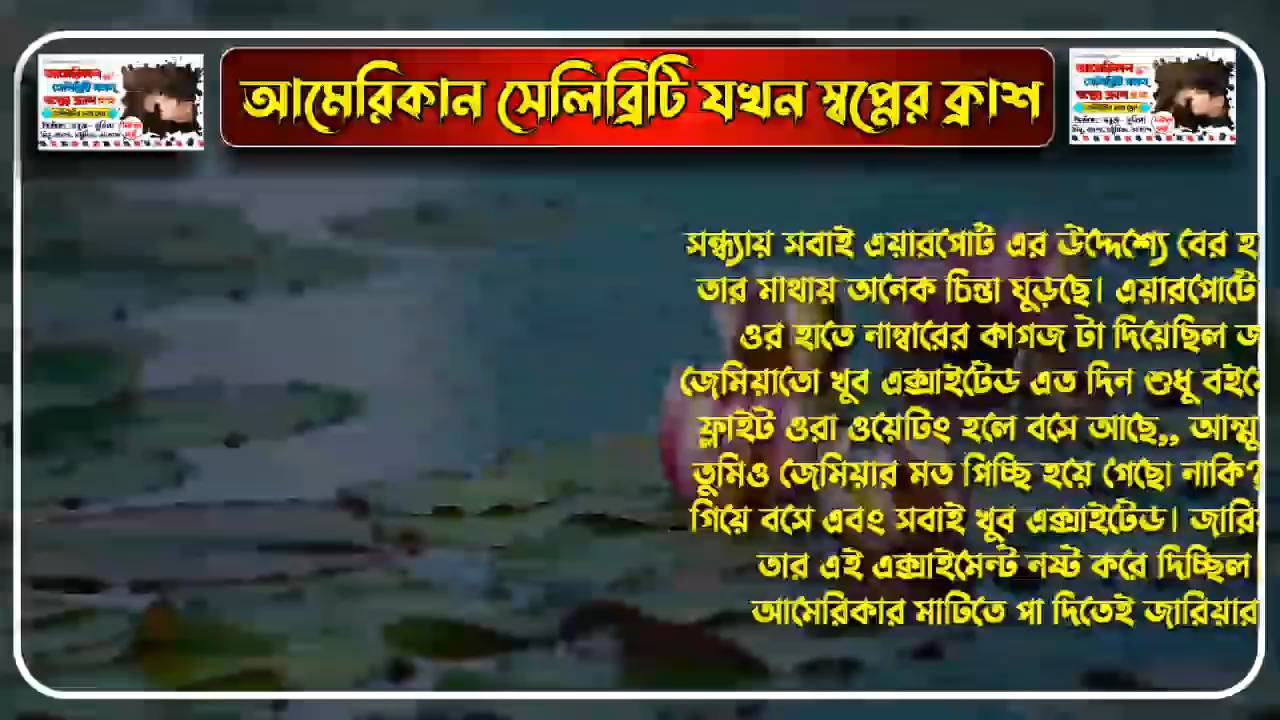 আমেরিকান সেলিব্রিটি যখন স্বপ্নের ক্রাশ
সন্ধ্যায় সবাই এয়ারপোর্ট এর উদ্দেশ্যে বের হ
তার মাথায় অনেক চিন্তা ঘুড়ছে। এয়ারপোর্টে
ওর হাতে নাম্বারের কাগজ টা দিয়েছিল জ
জেমিয়াতো খুব এক্সাইটেড এত দিন শুধু বইয়ে
ফ্লাইট ওরা ওয়েটিং হলে বসে আছে,, আম্মু
তুমিও জেমিয়ার মত পিচ্ছি হয়ে গেছো নাকি?
গিয়ে বসে এবং সবাই খুব এক্সাইটেড। জারি
তার এই এক্সাইমেন্ট নষ্ট করে দিচ্ছিল
আমেরিকার মাটিতে পা দিতেই জারিয়ার